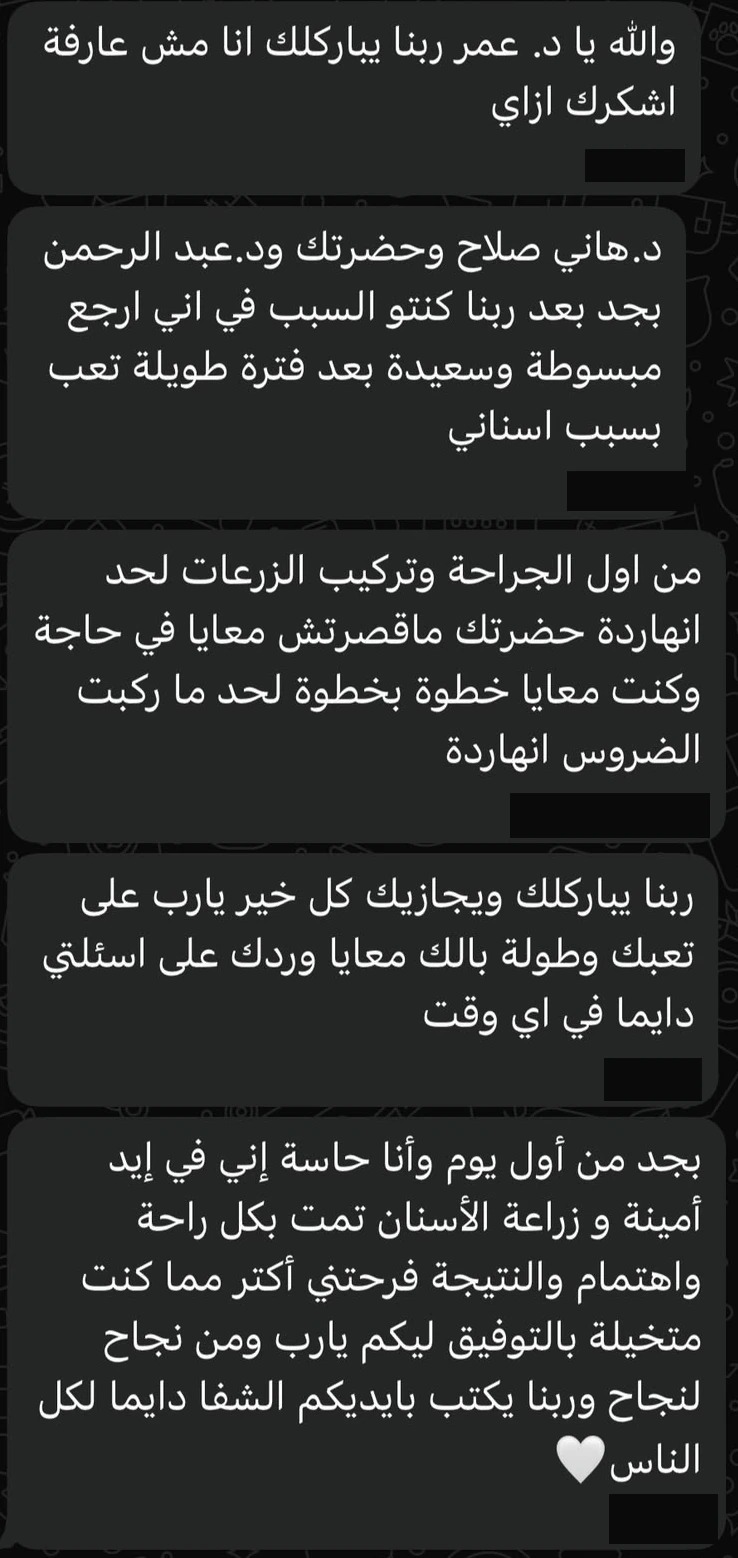 والله يا د. عمر ربنا يباركلك انا مش عارفة
اشكرك ازاي
د.هاني صلاح وحضرتك ود.عبد الرحمن
بجد بعد ربنا كنتو السبب في اني ارجع
مبسوطة وسعيدة بعد فترة طويلة تعب
بسبب اسناني
من اول الجراحة وتركيب الزرعات لحد
انهاردة حضرتك ماقصرتش معايا في حاجة
وكنت معايا خطوة بخطوة لحد ما ركبت
الضروس انهاردة
ربنا يباركلك ويجازيك كل خير يارب على
تعبك وطولة بالك معايا وردك على اسئلتي
دايما في اي وقت
بجد من أول يوم وأنا حاسة إني في إيد
أمينة و زراعة الأسنان تمت بكل راحة
واهتمام والنتيجة فرحتني أكتر مما كنت
متخيلة بالتوفيق ليكم يارب ومن نجاح
لنجاح وربنا يكتب بايديكم الشفا دايما لكل
الناس🤍